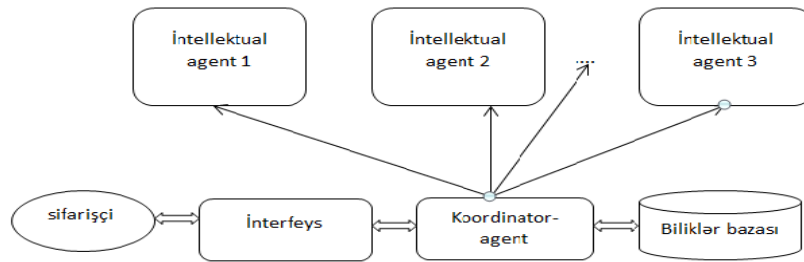 İntellektual
agent 1
İntellektual
agent 2
....
İntellektual
agent 3
sifarişçi
İnterfeys
Koordinator-
agent
Biliklər bazası